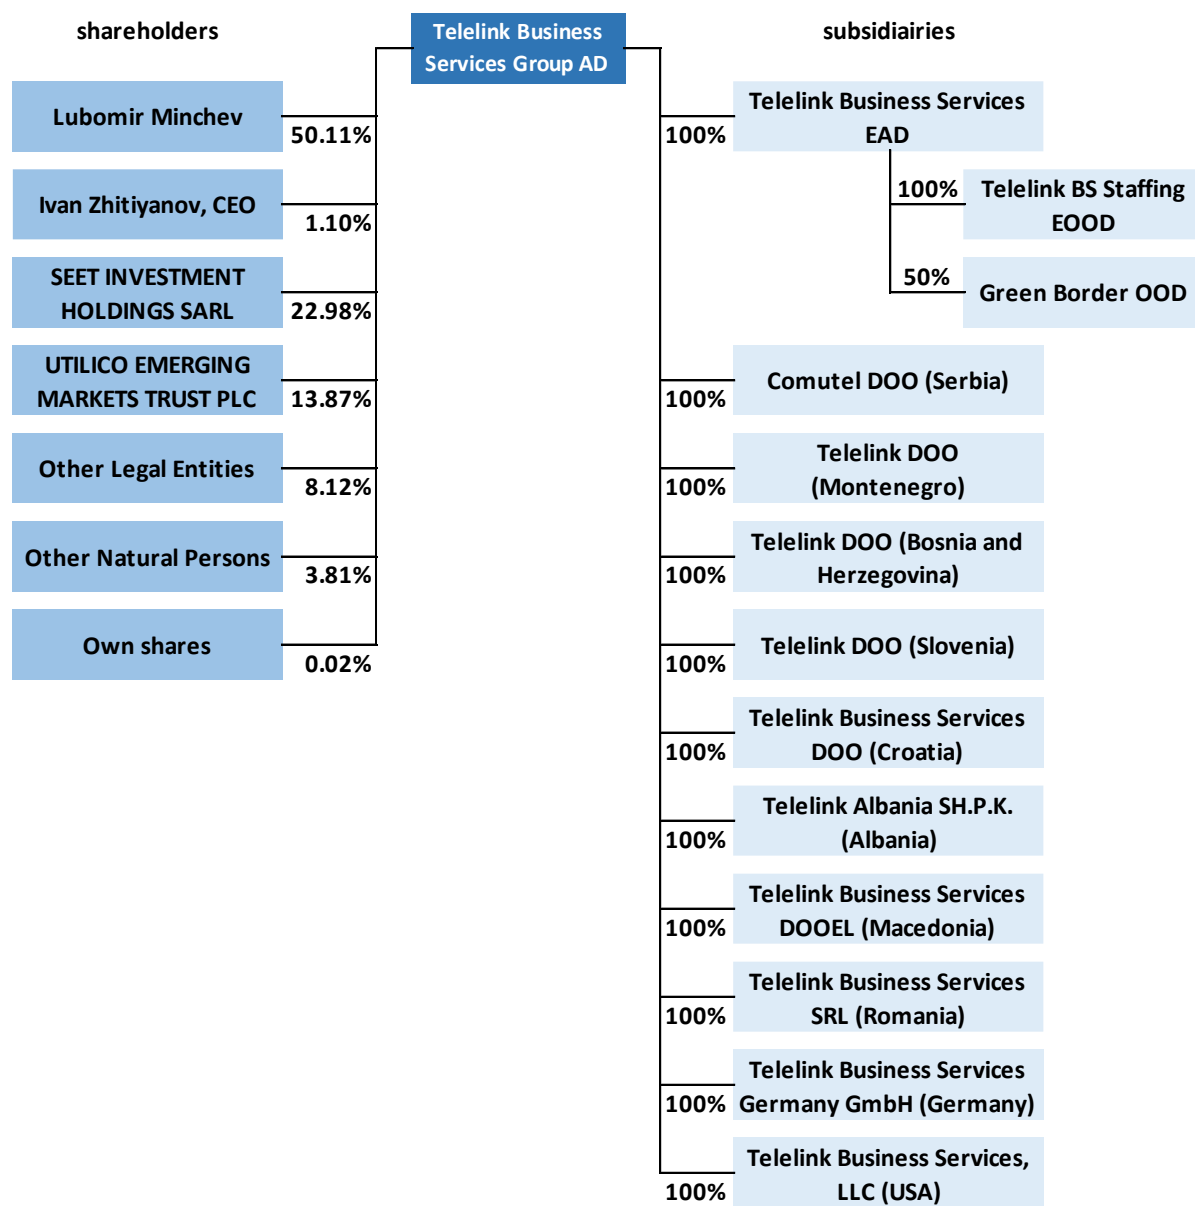 shareholders
Telelink Business
Services Group AD
subsidiairies
Lubomir Minchev
50.11%
Ivan Zhitiyanov, CEO
1.10%
SEET INVESTMENT
HOLDINGS SARL
22.98%
UTILICO EMERGING
MARKETS TRUST PLC
13.87%
Other Legal Entities
8.12%
Other Natural Persons
3.81%
Own shares
0.02%
100%
Telelink Business Services
EAD
100%
Telelink BS Staffing
EOOD
50%
Green Border OOD
100%
Comutel DOO (Serbia)
100%
Telelink DOO
(Montenegro)
100%
Telelink DOO (Bosnia and
Herzegovina)
100%
Telelink DOO (Slovenia)
100%
Telelink Business Services
DOO (Croatia)
100%
Telelink Albania SH.P.K.
(Albania)
100%
Telelink Business Services
DOOEL (Macedonia)
100%
Telelink Business Services
SRL (Romania)
100%
Telelink Business Services
Germany GmbH (Germany)
100%
Telelink Business Services,
LLC (USA)